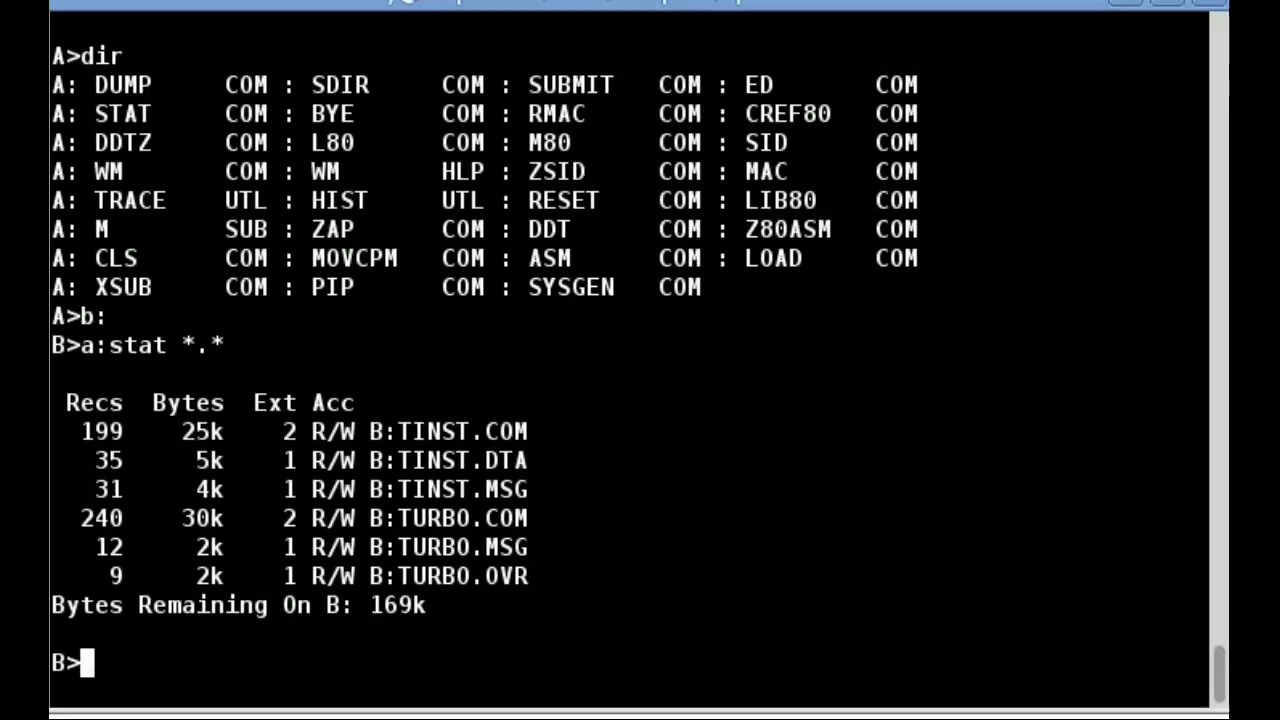 A>dir
A: DUMP     COM : SDIR     COM : SUBMIT   COM : ED       COM
A: STAT     COM : BYE      COM : RMAC     COM : CREF80   COM
A: DDTZ     COM : L80      COM : M80      COM : SID      COM
A: WM       COM : WM       HLP : ZSID     COM : MAC      COM
A: TRACE    UTL : HIST     UTL : RESET    COM : LIB80    COM
A: M        SUB : ZAP      COM : DDT      COM : Z80ASM   COM
A: CLS      COM : MOVCPM   COM : ASM      COM : LOAD     COM
A: XSUB     COM : PIP      COM : SYSGEN   COM
A>b:
B>a:stat *.*
 Recs  Bytes  Ext Acc
  199    25k    2 R/W B:TINST.COM
   35     5k    1 R/W B:TINST.DTA
   31     4k    1 R/W B:TINST.MSG
  240    30k    2 R/W B:TURBO.COM
   12     2k    1 R/W B:TURBO.MSG
    9     2k    1 R/W B:TURBO.OVR
Bytes Remaining On B: 169k
B>